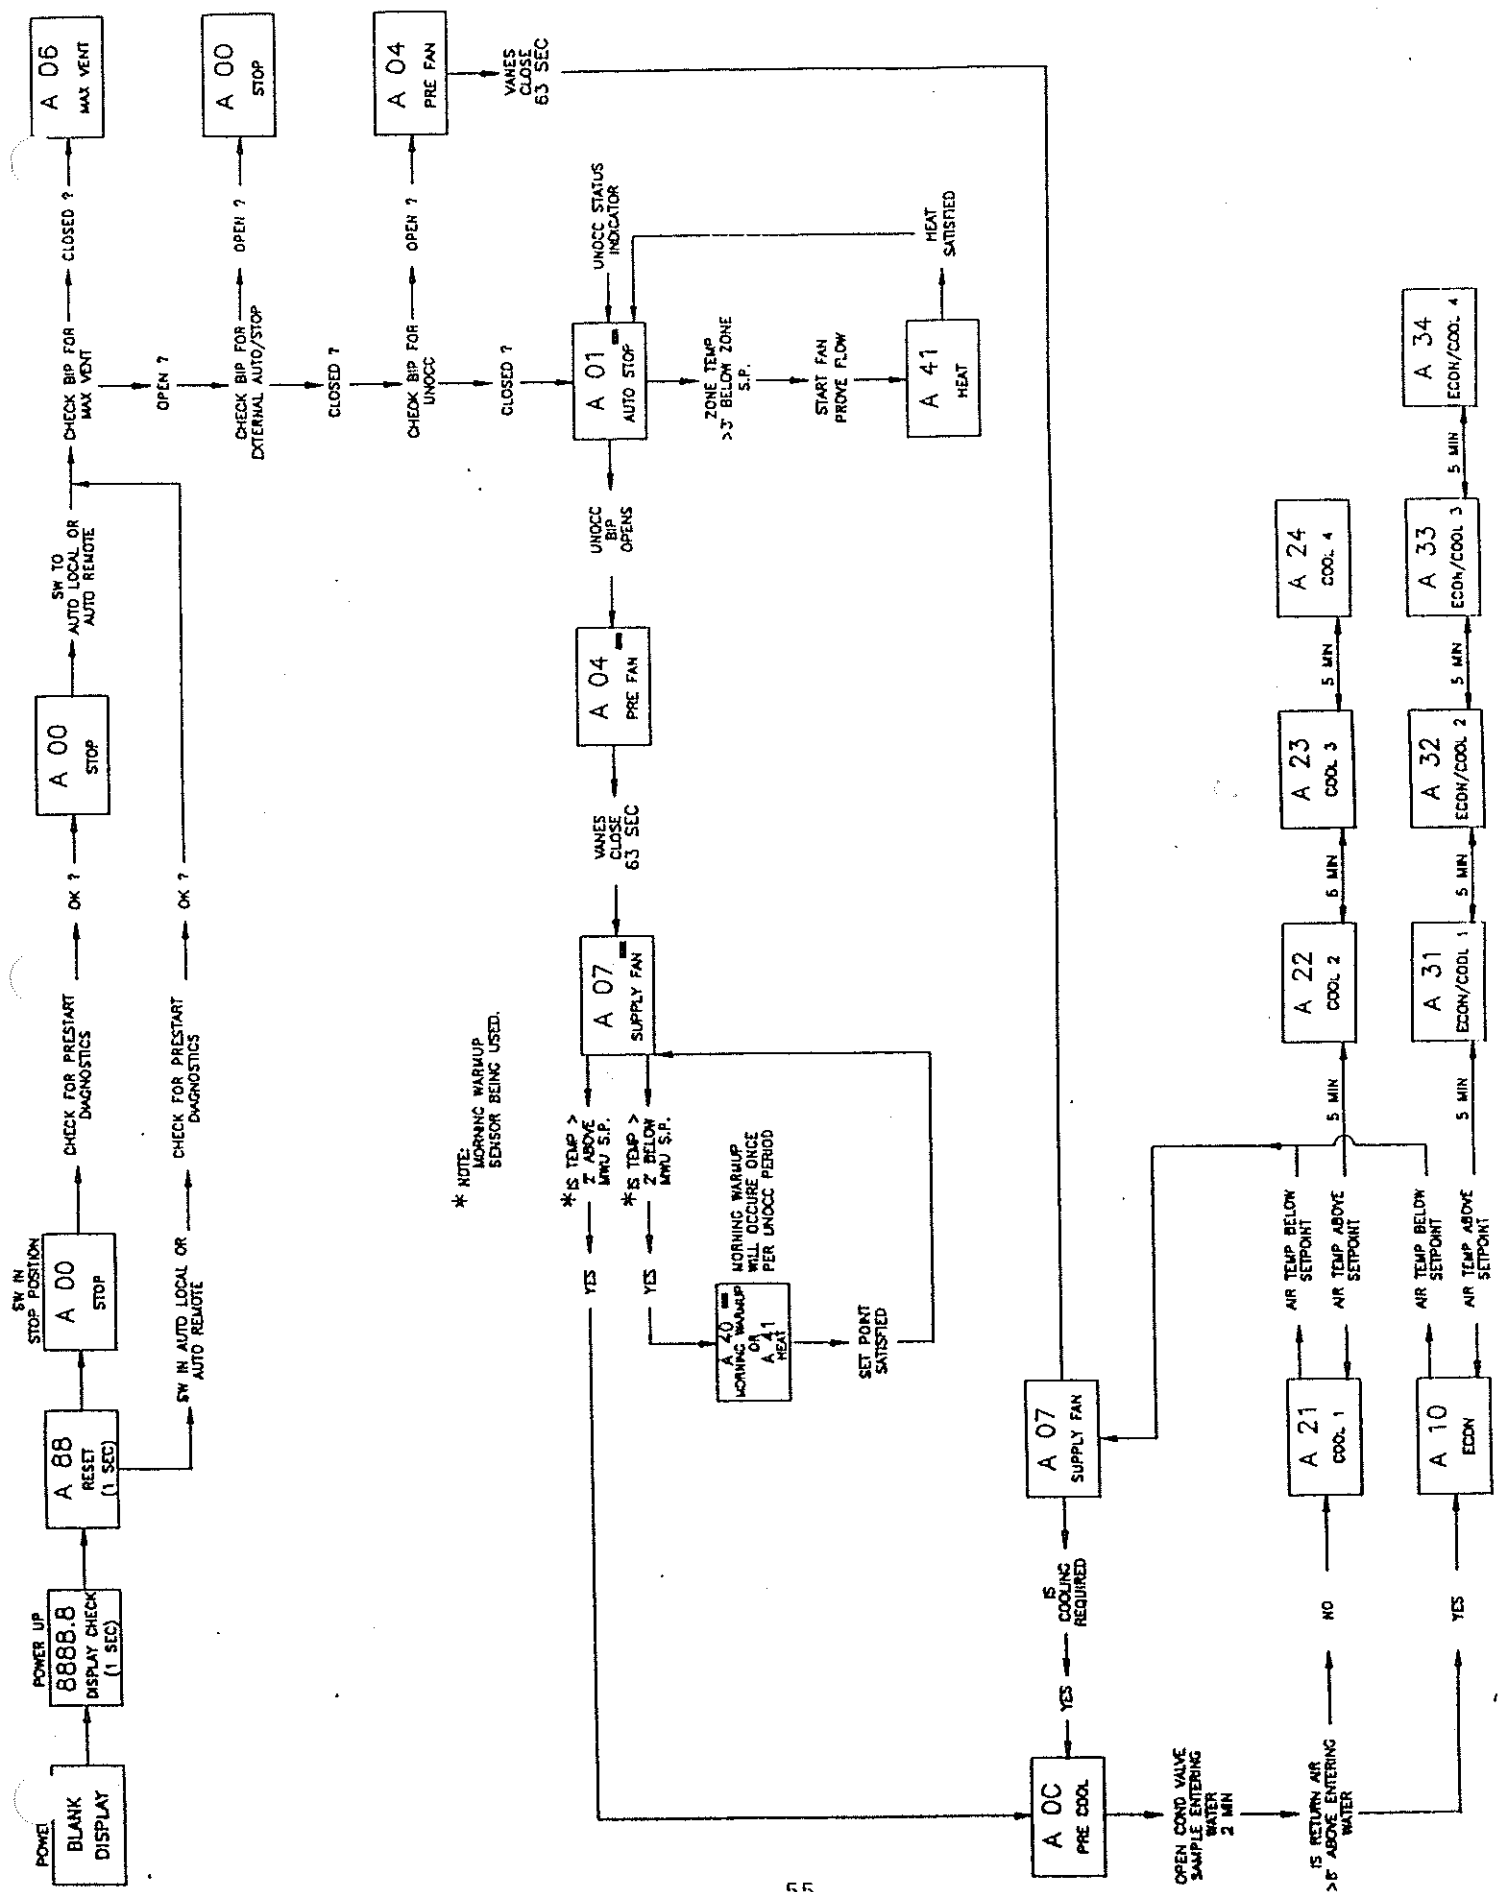 POWER
BLANK
DISPLAY
POWER UP
8888.8
DISPLAY CHECK
(1 SEC)
A 88
RESET
(1 SEC)
SW IN
STOP POSITION
A 00
STOP
CHECK FOR PRESTART
DIAGNOSTICS
OK ?
A 00
STOP
SW TO
AUTO LOCAL OR
AUTO REMOTE
CHECK BIP FOR
MAX VENT
CLOSED ?
A 06
MAX VENT
SW IN AUTO LOCAL OR
AUTO REMOTE
CHECK FOR PRESTART
DIAGNOSTICS
OK ?
OPEN ?
CHECK BIP FOR
EXTERNAL AUTO/STOP
OPEN ?
A 00
STOP
CLOSED ?
CHECK BIP FOR
UNOCC
OPEN ?
A 04
PRE FAN
VANES
CLOSE
63 SEC
CLOSED ?
UNOCC STATUS
INDICATOR
A 01
AUTO STOP
ZONE TEMP
>3° BELOW ZONE
S.P.
START FAN
PROVE FLOW
A 41
HEAT
HEAT
SATISFIED
UNOCC
BIP
OPENS
A 04
PRE FAN
VANES
CLOSE
63 SEC
A 07
SUPPLY FAN
* NOTE:
MORNING WARMUP
SENSOR BEING USED.
*IS TEMP >
2° ABOVE
MWU S.P.
YES
*IS TEMP >
2° BELOW
MWU S.P.
YES
A 40
MORNING WARMUP
OR
A 41
HEAT
MORNING WARMUP
WILL OCCURE ONCE
PER UNOCC PERIOD
SET POINT
SATISFIED
A 07
SUPPLY FAN
IS
COOLING
REQUIRED
YES
A 0C
PRE COOL
OPEN COND VALVE
SAMPLE ENTERING
WATER
2 MIN
IS RETURN AIR
ABOVE ENTERING
WATER
NO
A 21
COOL 1
AIR TEMP BELOW
SETPOINT
AIR TEMP ABOVE
SETPOINT
5 MIN
A 22
COOL 2
5 MIN
A 23
COOL 3
5 MIN
A 24
COOL 4
YES
A 10
ECON
AIR TEMP BELOW
SETPOINT
AIR TEMP ABOVE
SETPOINT
5 MIN
A 31
ECON/COOL 1
5 MIN
A 32
ECON/COOL 2
5 MIN
A 33
ECON/COOL 3
5 MIN
A 34
ECON/COOL 4